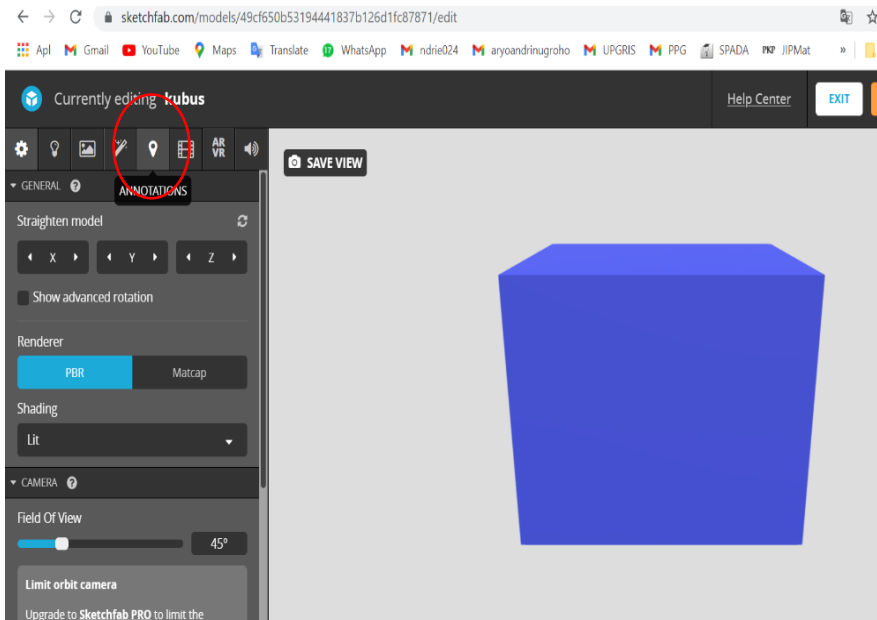 sketchfab.com/models/49cf650b53194441837b126d1fc87871/edit
Apl Gmail YouTube Maps Translate WhatsApp ndrie024 aryoandrinugroho UPGRIS PPG SPADA PKP JIPMat »
Currently editing kubus
Help Center
EXIT
AR VR
SAVE VIEW
GENERAL
ANNOTATIONS
Straighten model
X Y Z
Show advanced rotation
Renderer
PBR Matcap
Shading
Lit
CAMERA
Field Of View
45°
Limit orbit camera
Upgrade to Sketchfab PRO to limit the